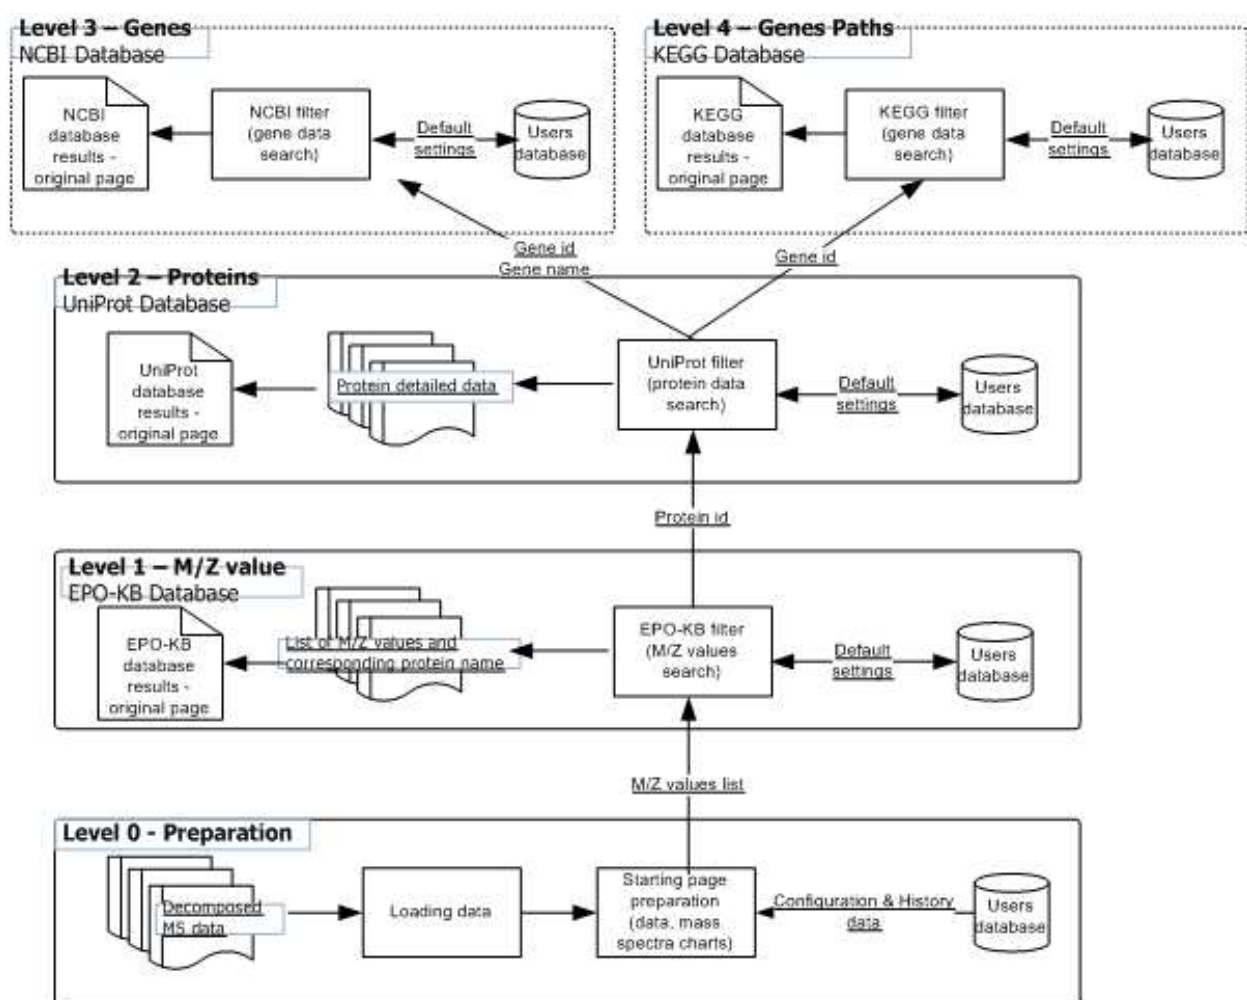 Level 3 – Genes
NCBI Database
NCBI
database
results -
original page
NCBI filter
(gene data
search)
Default
settings
Users
database
Level 4 – Genes Paths
KEGG Database
KEGG
database
results -
original page
KEGG filter
(gene data
search)
Default
settings
Users
database
Gene id
Gene name
Gene id
Level 2 – Proteins
UniProt Database
UniProt
database
results -
original page
Protein detailed data
UniProt filter
(protein data
search)
Default
settings
Users
database
Protein id
Level 1 – M/Z value
EPO-KB Database
EPO-KB
database
results -
original page
List of M/Z values and
corresponding protein name
EPO-KB filter
(M/Z values
search)
Default
settings
Users
database
M/Z values list
Level 0 - Preparation
Decomposed
MS data
Loading data
Starting page
preparation
(data, mass
spectra charts)
Configuration & History
data
Users
database